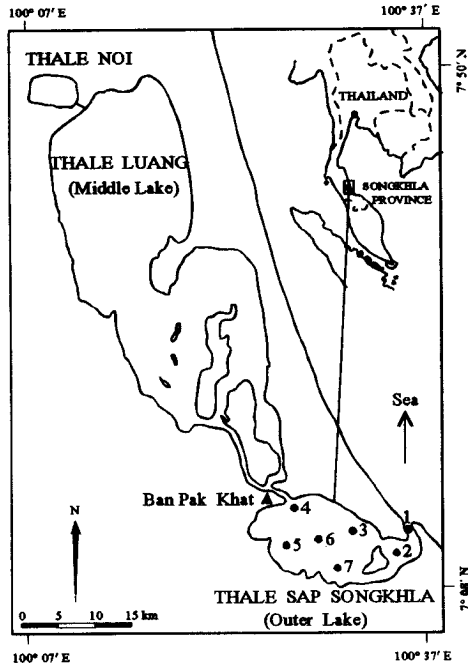 100° 07′ E
100° 37′ E
7° 50′ N
THALE NOI
THAILAND
THALE LUANG
(Middle Lake)
SONGKHLA
PROVINCE
Sea
Ban Pak Khat
1
4
3
6
5
2
7
N
THALE SAP SONGKHLA
(Outer Lake)
0 5 10 15 km
7° 08′ N
100° 07′ E
100° 37′ E